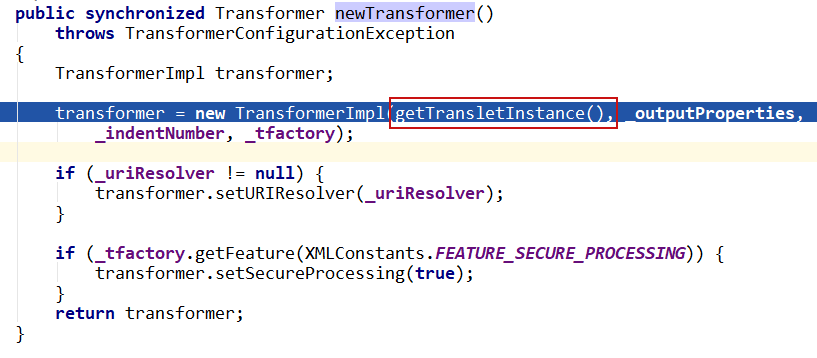 public synchronized Transformer newTransformer()
    throws TransformerConfigurationException
{
    TransformerImpl transformer;
    transformer = new TransformerImpl(getTransletInstance(), _outputProperties,
        _indentNumber, _tfactory);
    if (_uriResolver != null) {
        transformer.setURIResolver(_uriResolver);
    }
    if (_tfactory.getFeature(XMLConstants.FEATURE_SECURE_PROCESSING)) {
        transformer.setSecureProcessing(true);
    }
    return transformer;
}